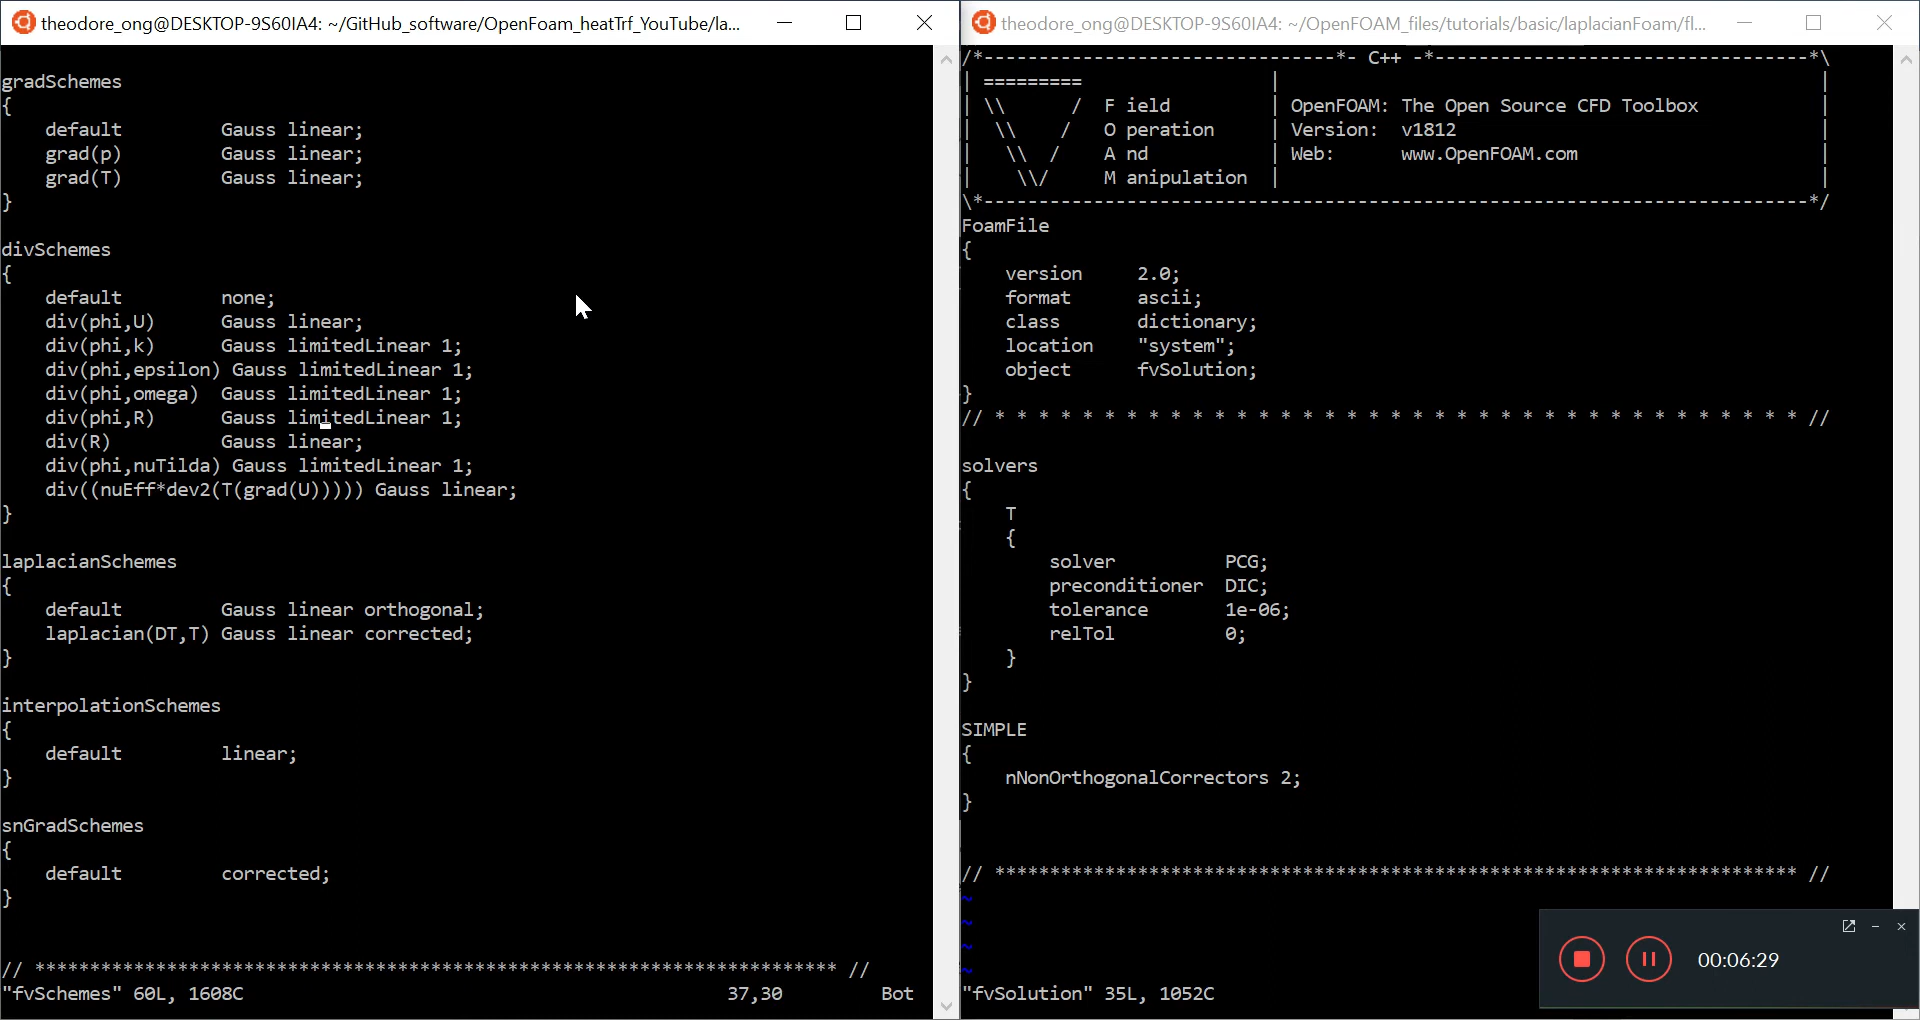 theodore_ong@DESKTOP-9S60IA4: ~/GitHub_software/OpenFoam_heatTrf_YouTube/la...
gradSchemes
{
    default         Gauss linear;
    grad(p)         Gauss linear;
    grad(T)         Gauss linear;
}
divSchemes
{
    default         none;
    div(phi,U)      Gauss linear;
    div(phi,k)      Gauss limitedLinear 1;
    div(phi,epsilon) Gauss limitedLinear 1;
    div(phi,omega)  Gauss limitedLinear 1;
    div(phi,R)      Gauss limitedLinear 1;
    div(R)          Gauss linear;
    div(phi,nuTilda) Gauss limitedLinear 1;
    div((nuEff*dev2(T(grad(U))))) Gauss linear;
}
laplacianSchemes
{
    default         Gauss linear orthogonal;
    laplacian(DT,T) Gauss linear corrected;
}
interpolationSchemes
{
    default         linear;
}
snGradSchemes
{
    default         corrected;
}
// ************************************************************************* //
"fvSchemes" 60L, 1608C                                            37,30         Bot
theodore_ong@DESKTOP-9S60IA4: ~/OpenFOAM_files/tutorials/basic/laplacianFoam/fl...
/*--------------------------------*- C++ -*----------------------------------*\
| =========                 |                                                 |
| \\      /  F ield         | OpenFOAM: The Open Source CFD Toolbox           |
|  \\    /   O peration     | Version:  v1812                                 |
|   \\  /    A nd           | Web:      www.OpenFOAM.com                      |
|    \\/     M anipulation  |                                                 |
\*---------------------------------------------------------------------------*/
FoamFile
{
    version     2.0;
    format      ascii;
    class       dictionary;
    location    "system";
    object      fvSolution;
}
// * * * * * * * * * * * * * * * * * * * * * * * * * * * * * * * * * * * * * //
solvers
{
    T
    {
        solver          PCG;
        preconditioner  DIC;
        tolerance       1e-06;
        relTol          0;
    }
}
SIMPLE
{
    nNonOrthogonalCorrectors 2;
}
// ************************************************************************* //
~
~
~
~
"fvSolution" 35L, 1052C
00:06:29